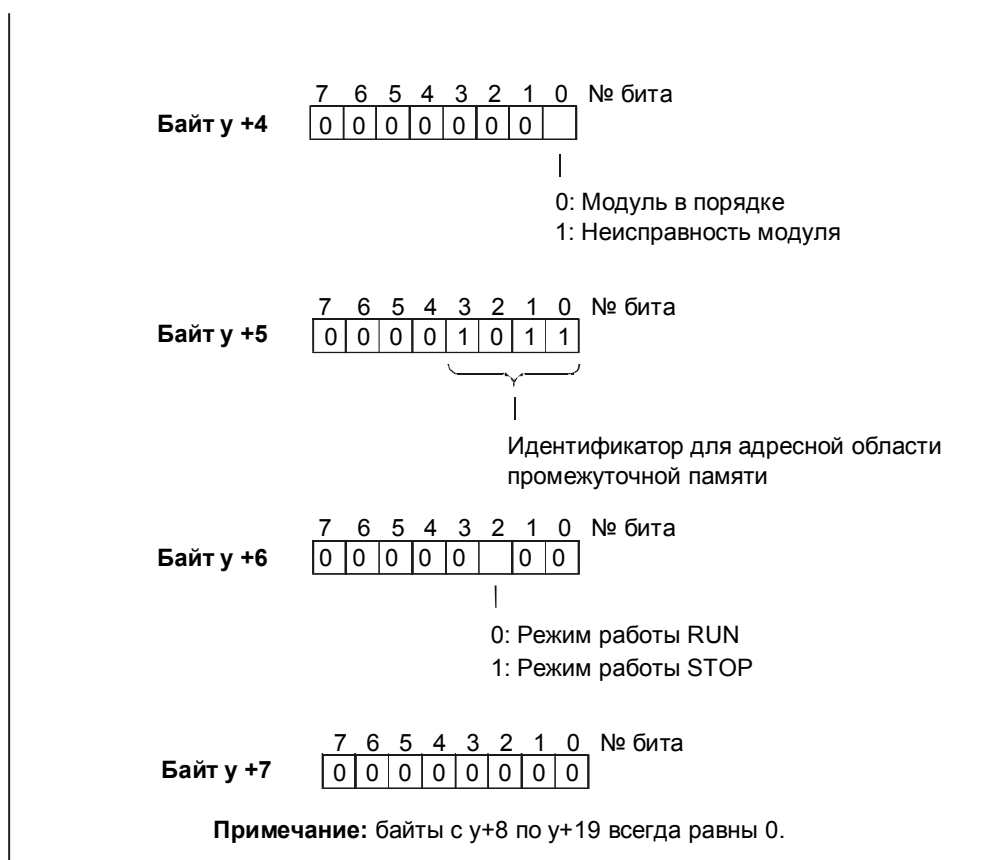 7 6 5 4 3 2 1 0 № бита
Байт y +4 0 0 0 0 0 0 0
0: Модуль в порядке
1: Неисправность модуля
7 6 5 4 3 2 1 0 № бита
Байт y +5 0 0 0 0 1 0 1 1
Идентификатор для адресной области
промежуточной памяти
7 6 5 4 3 2 1 0 № бита
Байт y +6 0 0 0 0 0 0 0
0: Режим работы RUN
1: Режим работы STOP
7 6 5 4 3 2 1 0 № бита
Байт y +7 0 0 0 0 0 0 0 0
Примечание: байты с y+8 по y+19 всегда равны 0.